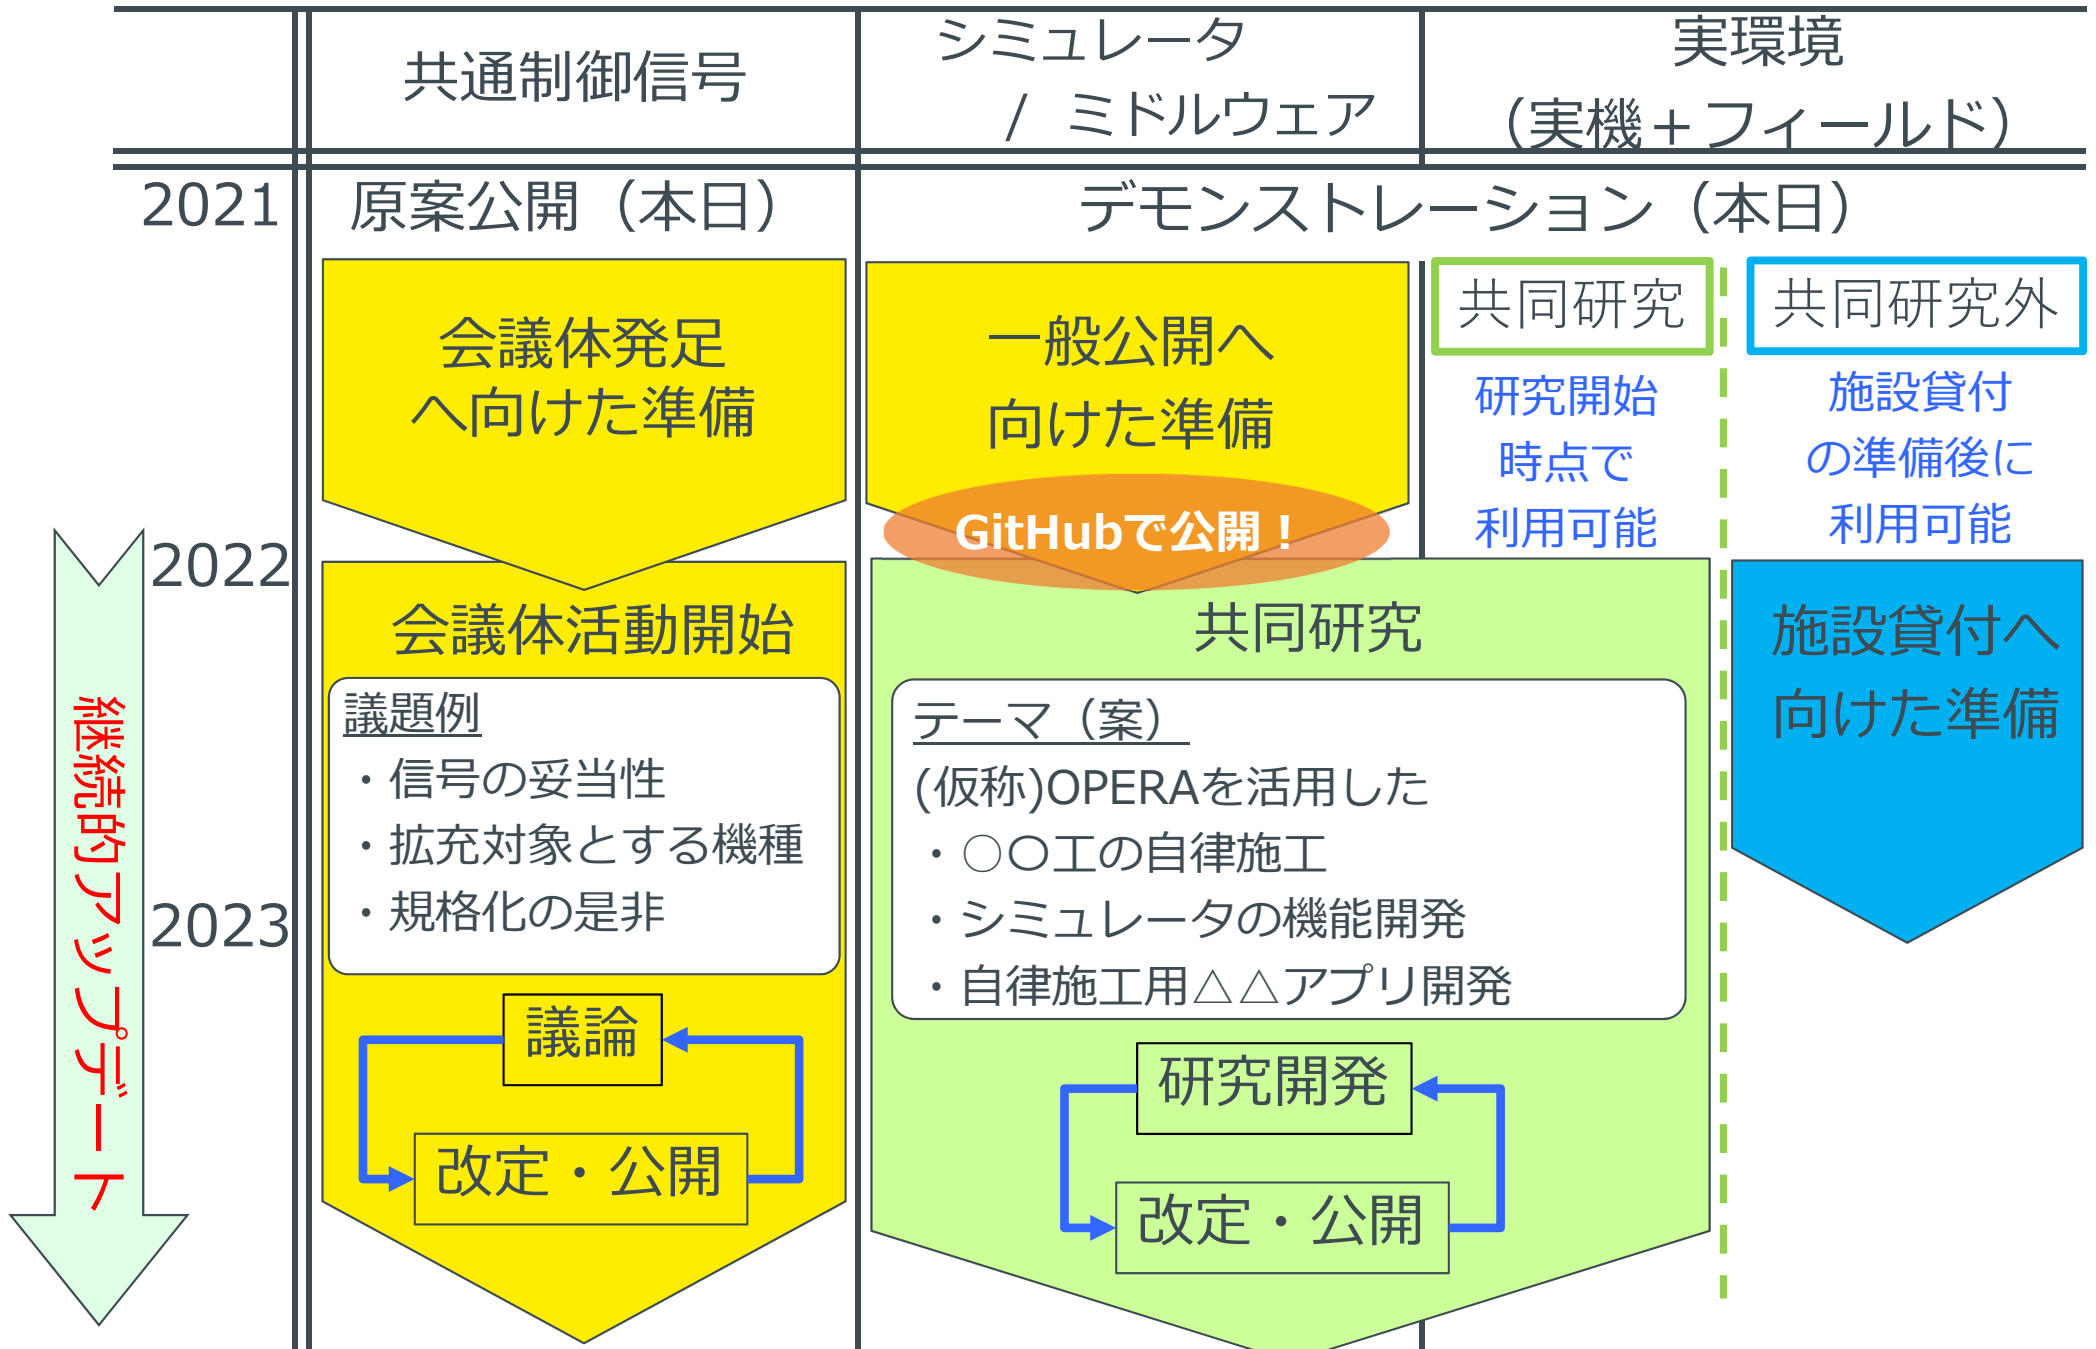 共通制御信号
シミュレータ
/ ミドルウェア
実環境
（実機＋フィールド）
2021
原案公開（本日）
デモンストレーション（本日）
会議体発足
へ向けた準備
一般公開へ
向けた準備
GitHubで公開！
共同研究
研究開始
時点で
利用可能
共同研究外
施設貸付
の準備後に
利用可能
2022
会議体活動開始
議題例
・信号の妥当性
・拡充対象とする機種
・規格化の是非
議論
改定・公開
共同研究
テーマ（案）
(仮称)OPERAを活用した
・○〇工の自律施工
・シミュレータの機能開発
・自律施工用△△アプリ開発
研究開発
改定・公開
施設貸付へ
向けた準備
2023
継続的アップデート